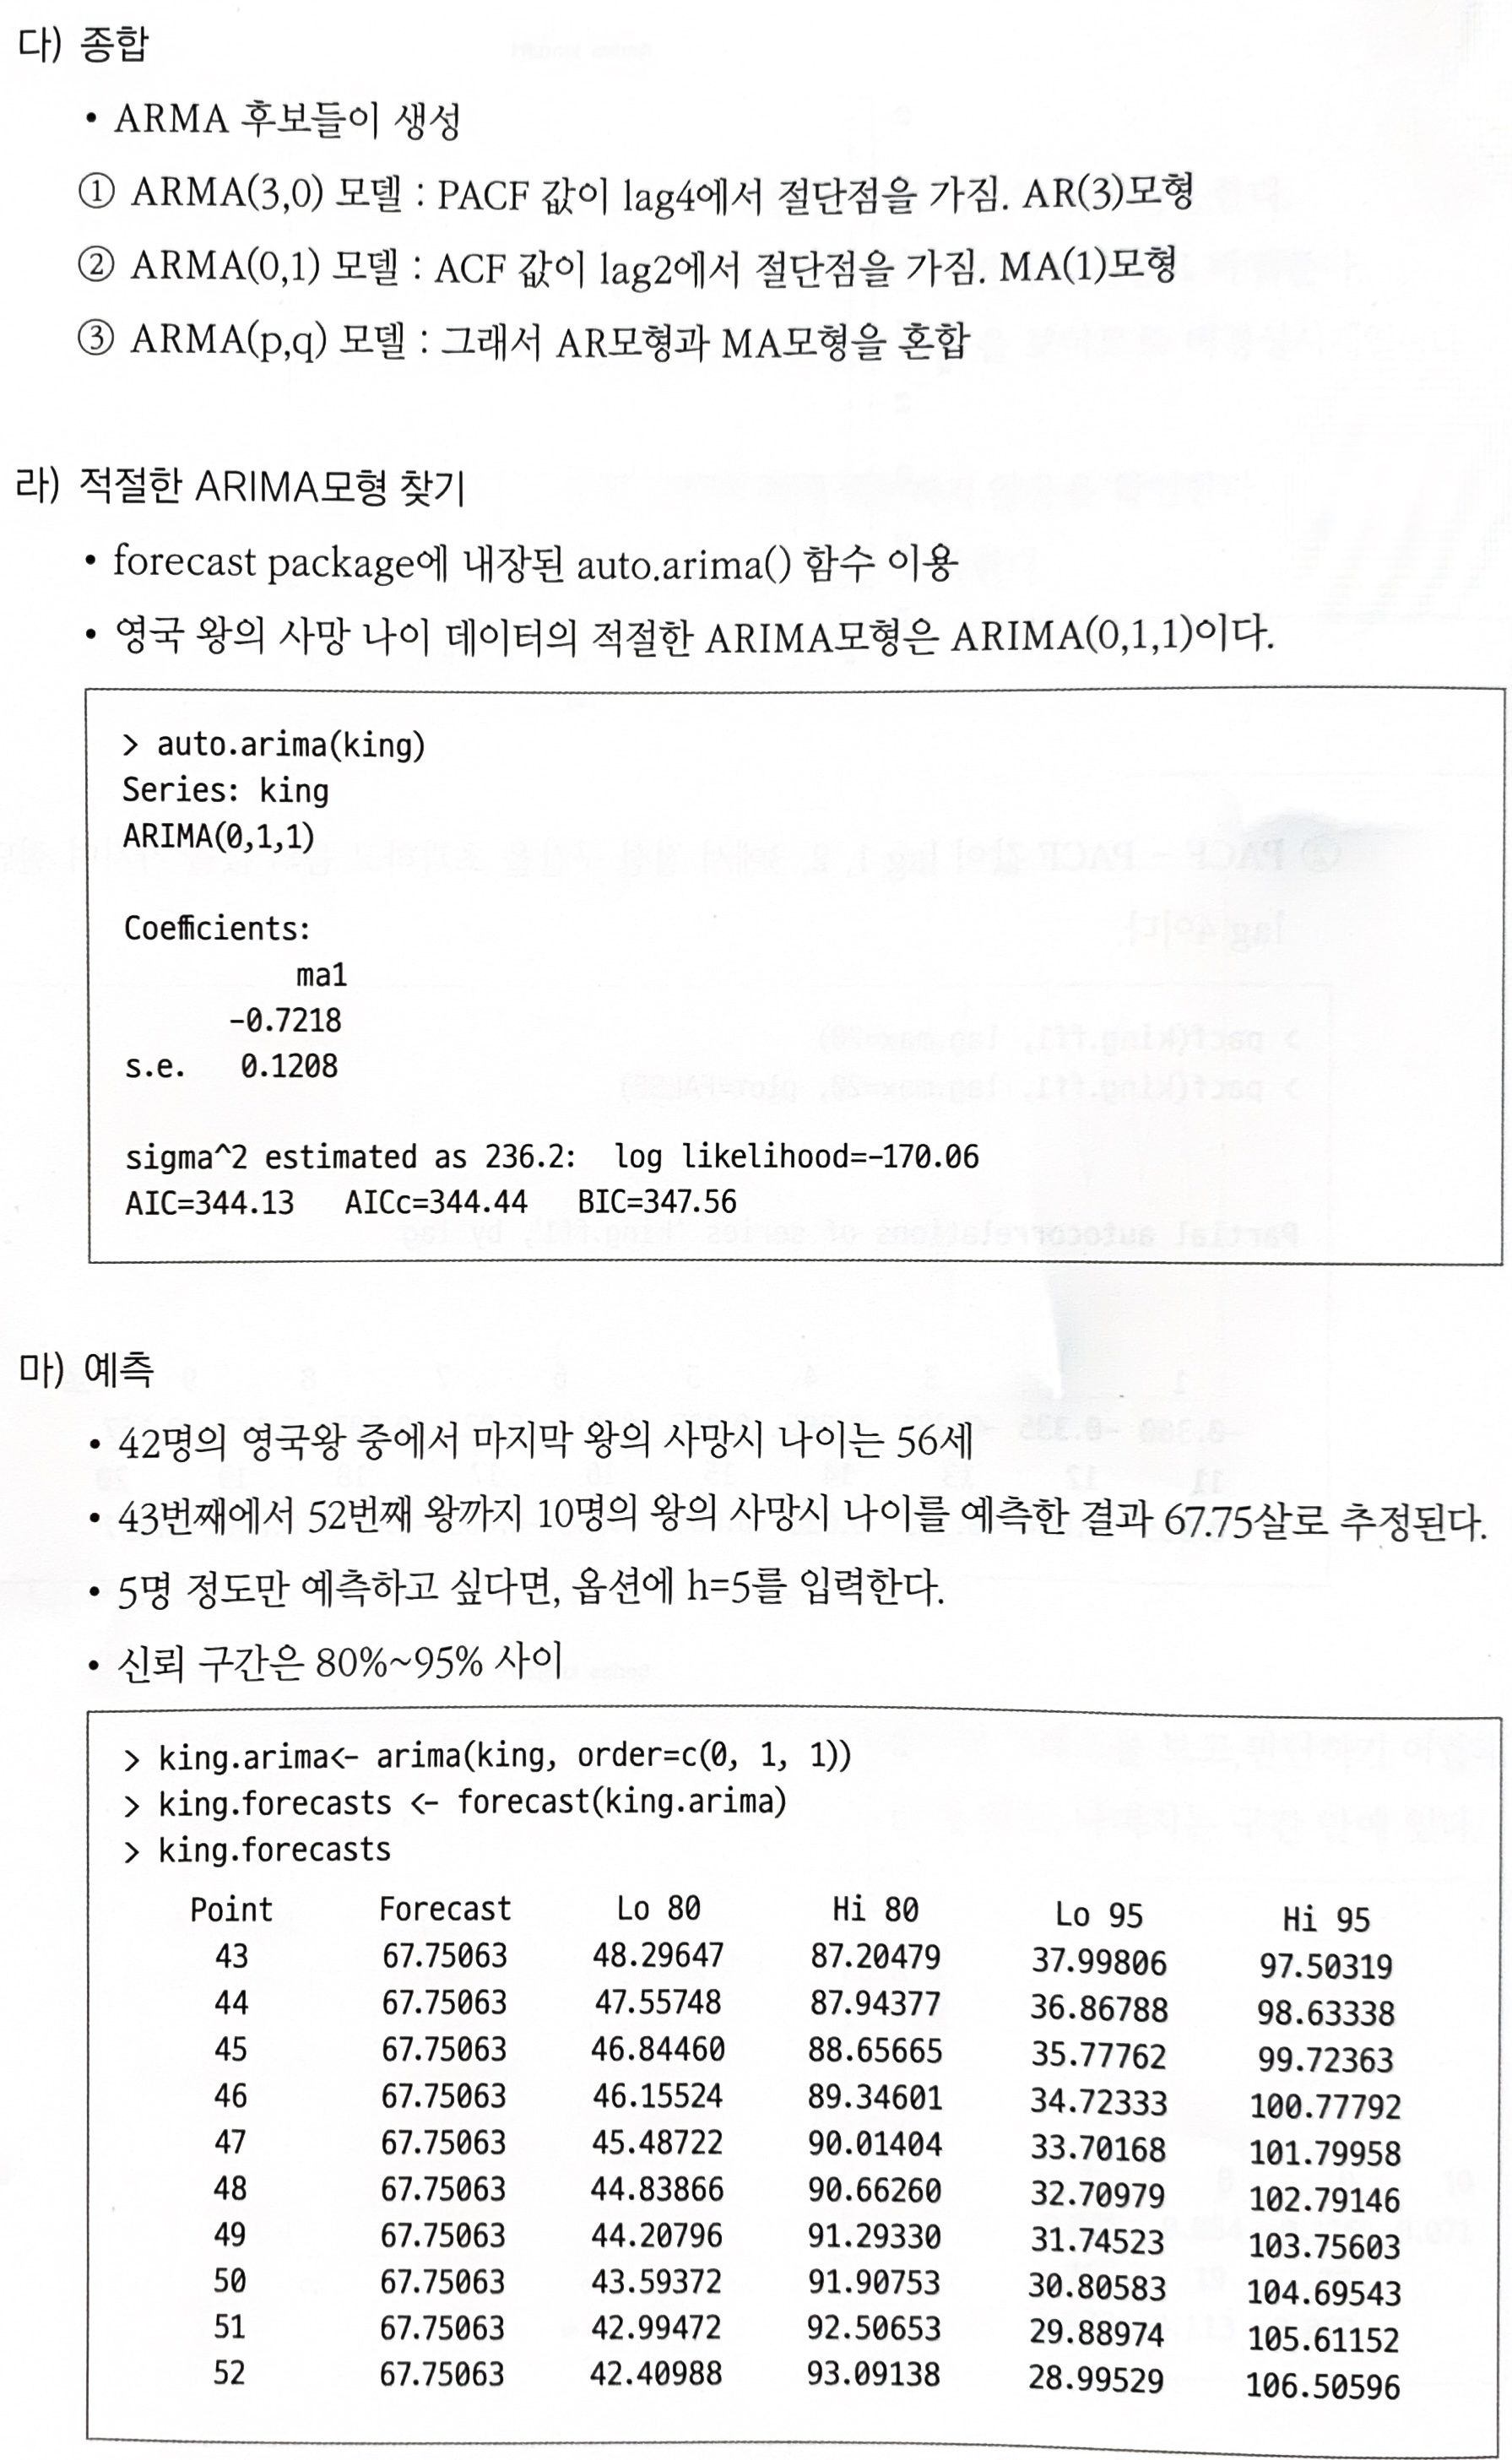 다) 종합
• ARMA 후보들이 생성
① ARMA(3,0) 모델 : PACF 값이 lag4에서 절단점을 가짐. AR(3)모형
② ARMA(0,1) 모델 : ACF 값이 lag2에서 절단점을 가짐. MA(1)모형
③ ARMA(p,q) 모델 : 그래서 AR모형과 MA모형을 혼합
라) 적절한 ARIMA모형 찾기
• forecast package에 내장된 auto.arima() 함수 이용
• 영국 왕의 사망 나이 데이터의 적절한 ARIMA모형은 ARIMA(0,1,1)이다.
> auto.arima(king)
Series: king
ARIMA(0,1,1)
Coefficients:
ma1
-0.7218
s.e. 0.1208
sigma^2 estimated as 236.2: log likelihood=-170.06
AIC=344.13 AICc=344.44 BIC=347.56
마) 예측
• 42명의 영국왕 중에서 마지막 왕의 사망시 나이는 56세
• 43번째에서 52번째 왕까지 10명의 왕의 사망시 나이를 예측한 결과 67.75살로 추정된다.
• 5명 정도만 예측하고 싶다면, 옵션에 h=5를 입력한다.
• 신뢰 구간은 80%~95% 사이
> king.arima<- arima(king, order=c(0, 1, 1))
> king.forecasts <- forecast(king.arima)
> king.forecasts
Point Forecast Lo 80 Hi 80 Lo 95 Hi 95
43 67.75063 48.29647 87.20479 37.99806 97.50319
44 67.75063 47.55748 87.94377 36.86788 98.63338
45 67.75063 46.84460 88.65665 35.77762 99.72363
46 67.75063 46.15524 89.34601 34.72333 100.77792
47 67.75063 45.48722 90.01404 33.70168 101.79958
48 67.75063 44.83866 90.66260 32.70979 102.79146
49 67.75063 44.20796 91.29330 31.74523 103.75603
50 67.75063 43.59372 91.90753 30.80583 104.69543
51 67.75063 42.99472 92.50653 29.88974 105.61152
52 67.75063 42.40988 93.09138 28.99529 106.50596